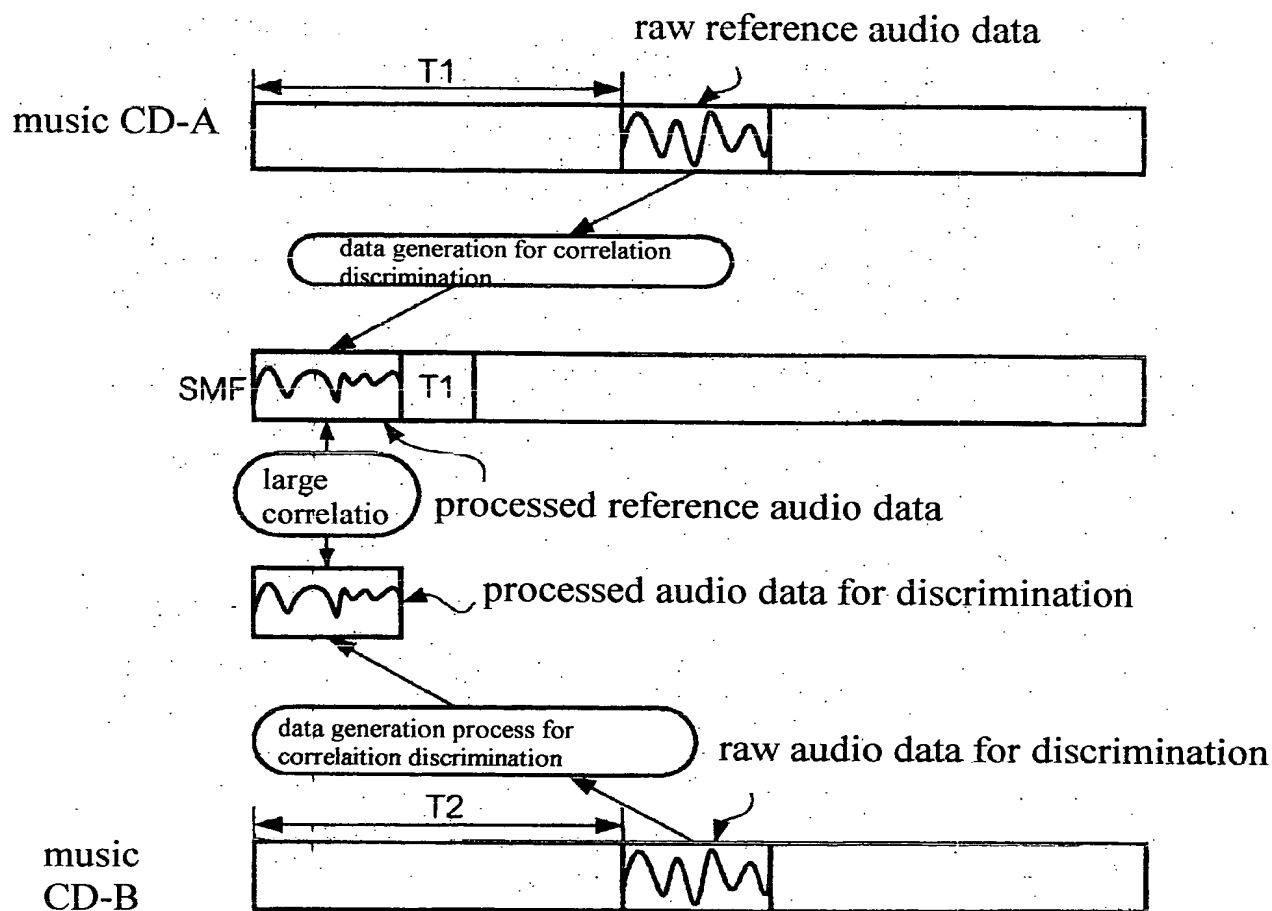 raw reference audio data
T1
music CD-A
data generation for correlation
discrimination
SMF
T1
large
correlatio
processed reference audio data
processed audio data for discrimination
data generation process for
correlaition discrimination
raw audio data for discrimination
T2
music
CD-B